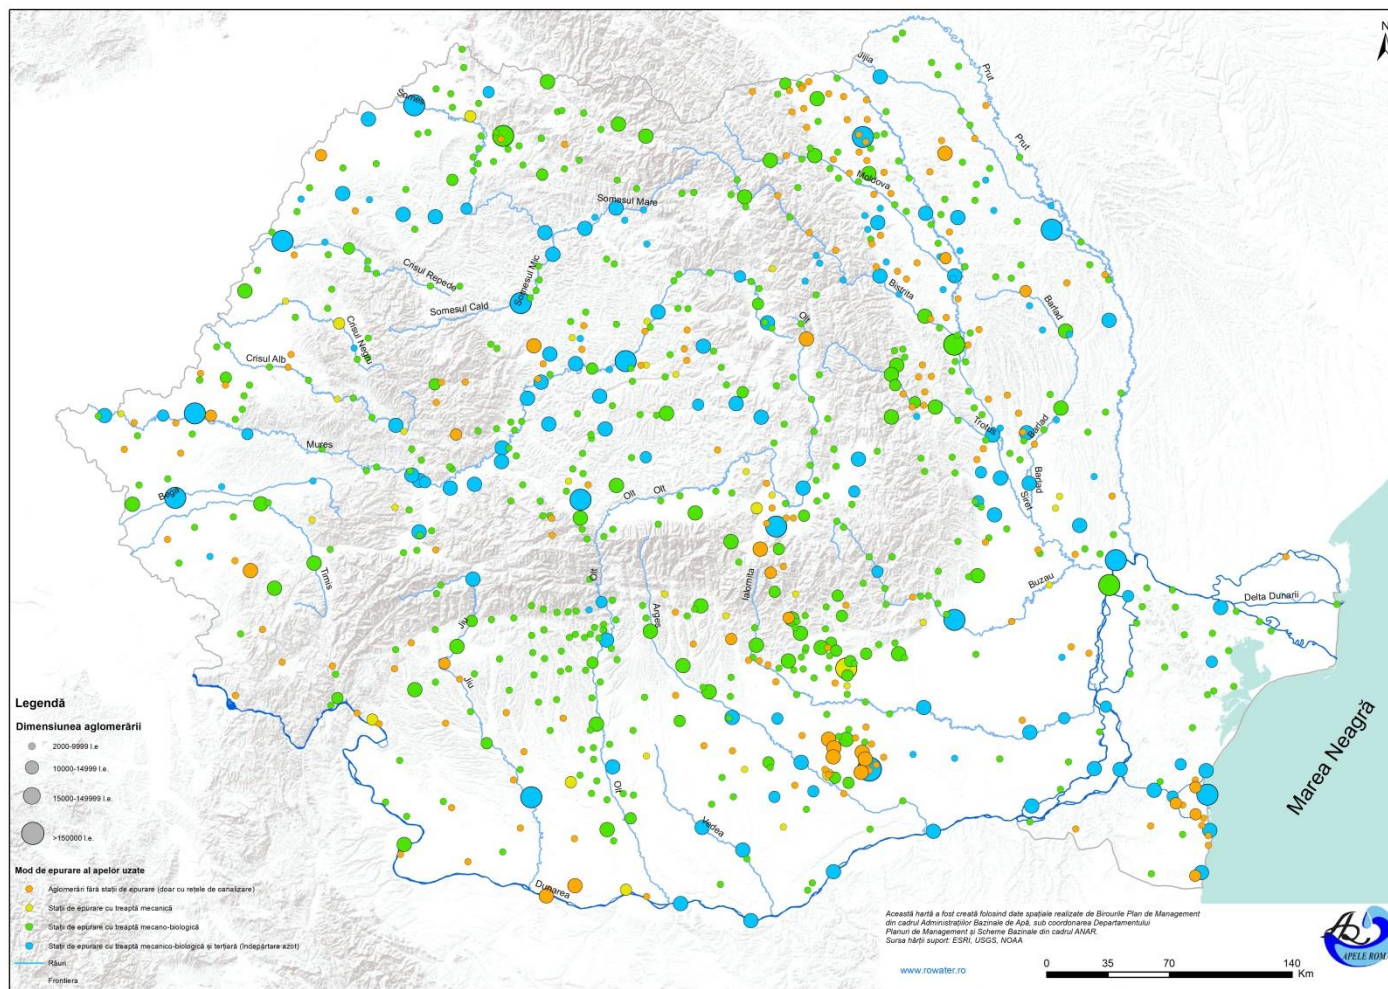 N
Jijia
Prut
Somes
Prut
Moldova
Somesul Mare
Crisul Repede
Somesul Mic
Somesul Cald
Bistrita
Barlad
Olt
Crisul Negru
Crisul Alb
Trotus
Barlad
Mures
Barlad
Siret
Olt
Olt
Bega
Timis
Olt
Ialomita
Buzau
Delta Dunarii
Arges
Jiu
Jiu
Olt
Vedea
Dunarea
Marea Neagră
Legendă
Dimensiunea aglomerării
2000-9999 l.e
10000-14999 l.e.
15000-149999 l.e.
>150000 l.e.
Mod de epurare al apelor uzate
Aglomerări fără stații de epurare (doar cu rețele de canalizare)
Stații de epurare cu treaptă mecanică
Stații de epurare cu treaptă mecano-biologică
Stații de epurare cu treaptă mecanico-biologică și terțiară (îndepărtare azot)
Râuri
Frontiera
Această hartă a fost creată folosind date spațiale realizate de Birourile Plan de Management
din cadrul Administrațiilor Bazinale de Apă, sub coordonarea Departamentului
Planuri de Management și Scheme Bazinale din cadrul ANAR.
Sursa hărții suport: ESRI, USGS, NOAA
www.rowater.ro
0 35 70 140
Km
APELE ROM